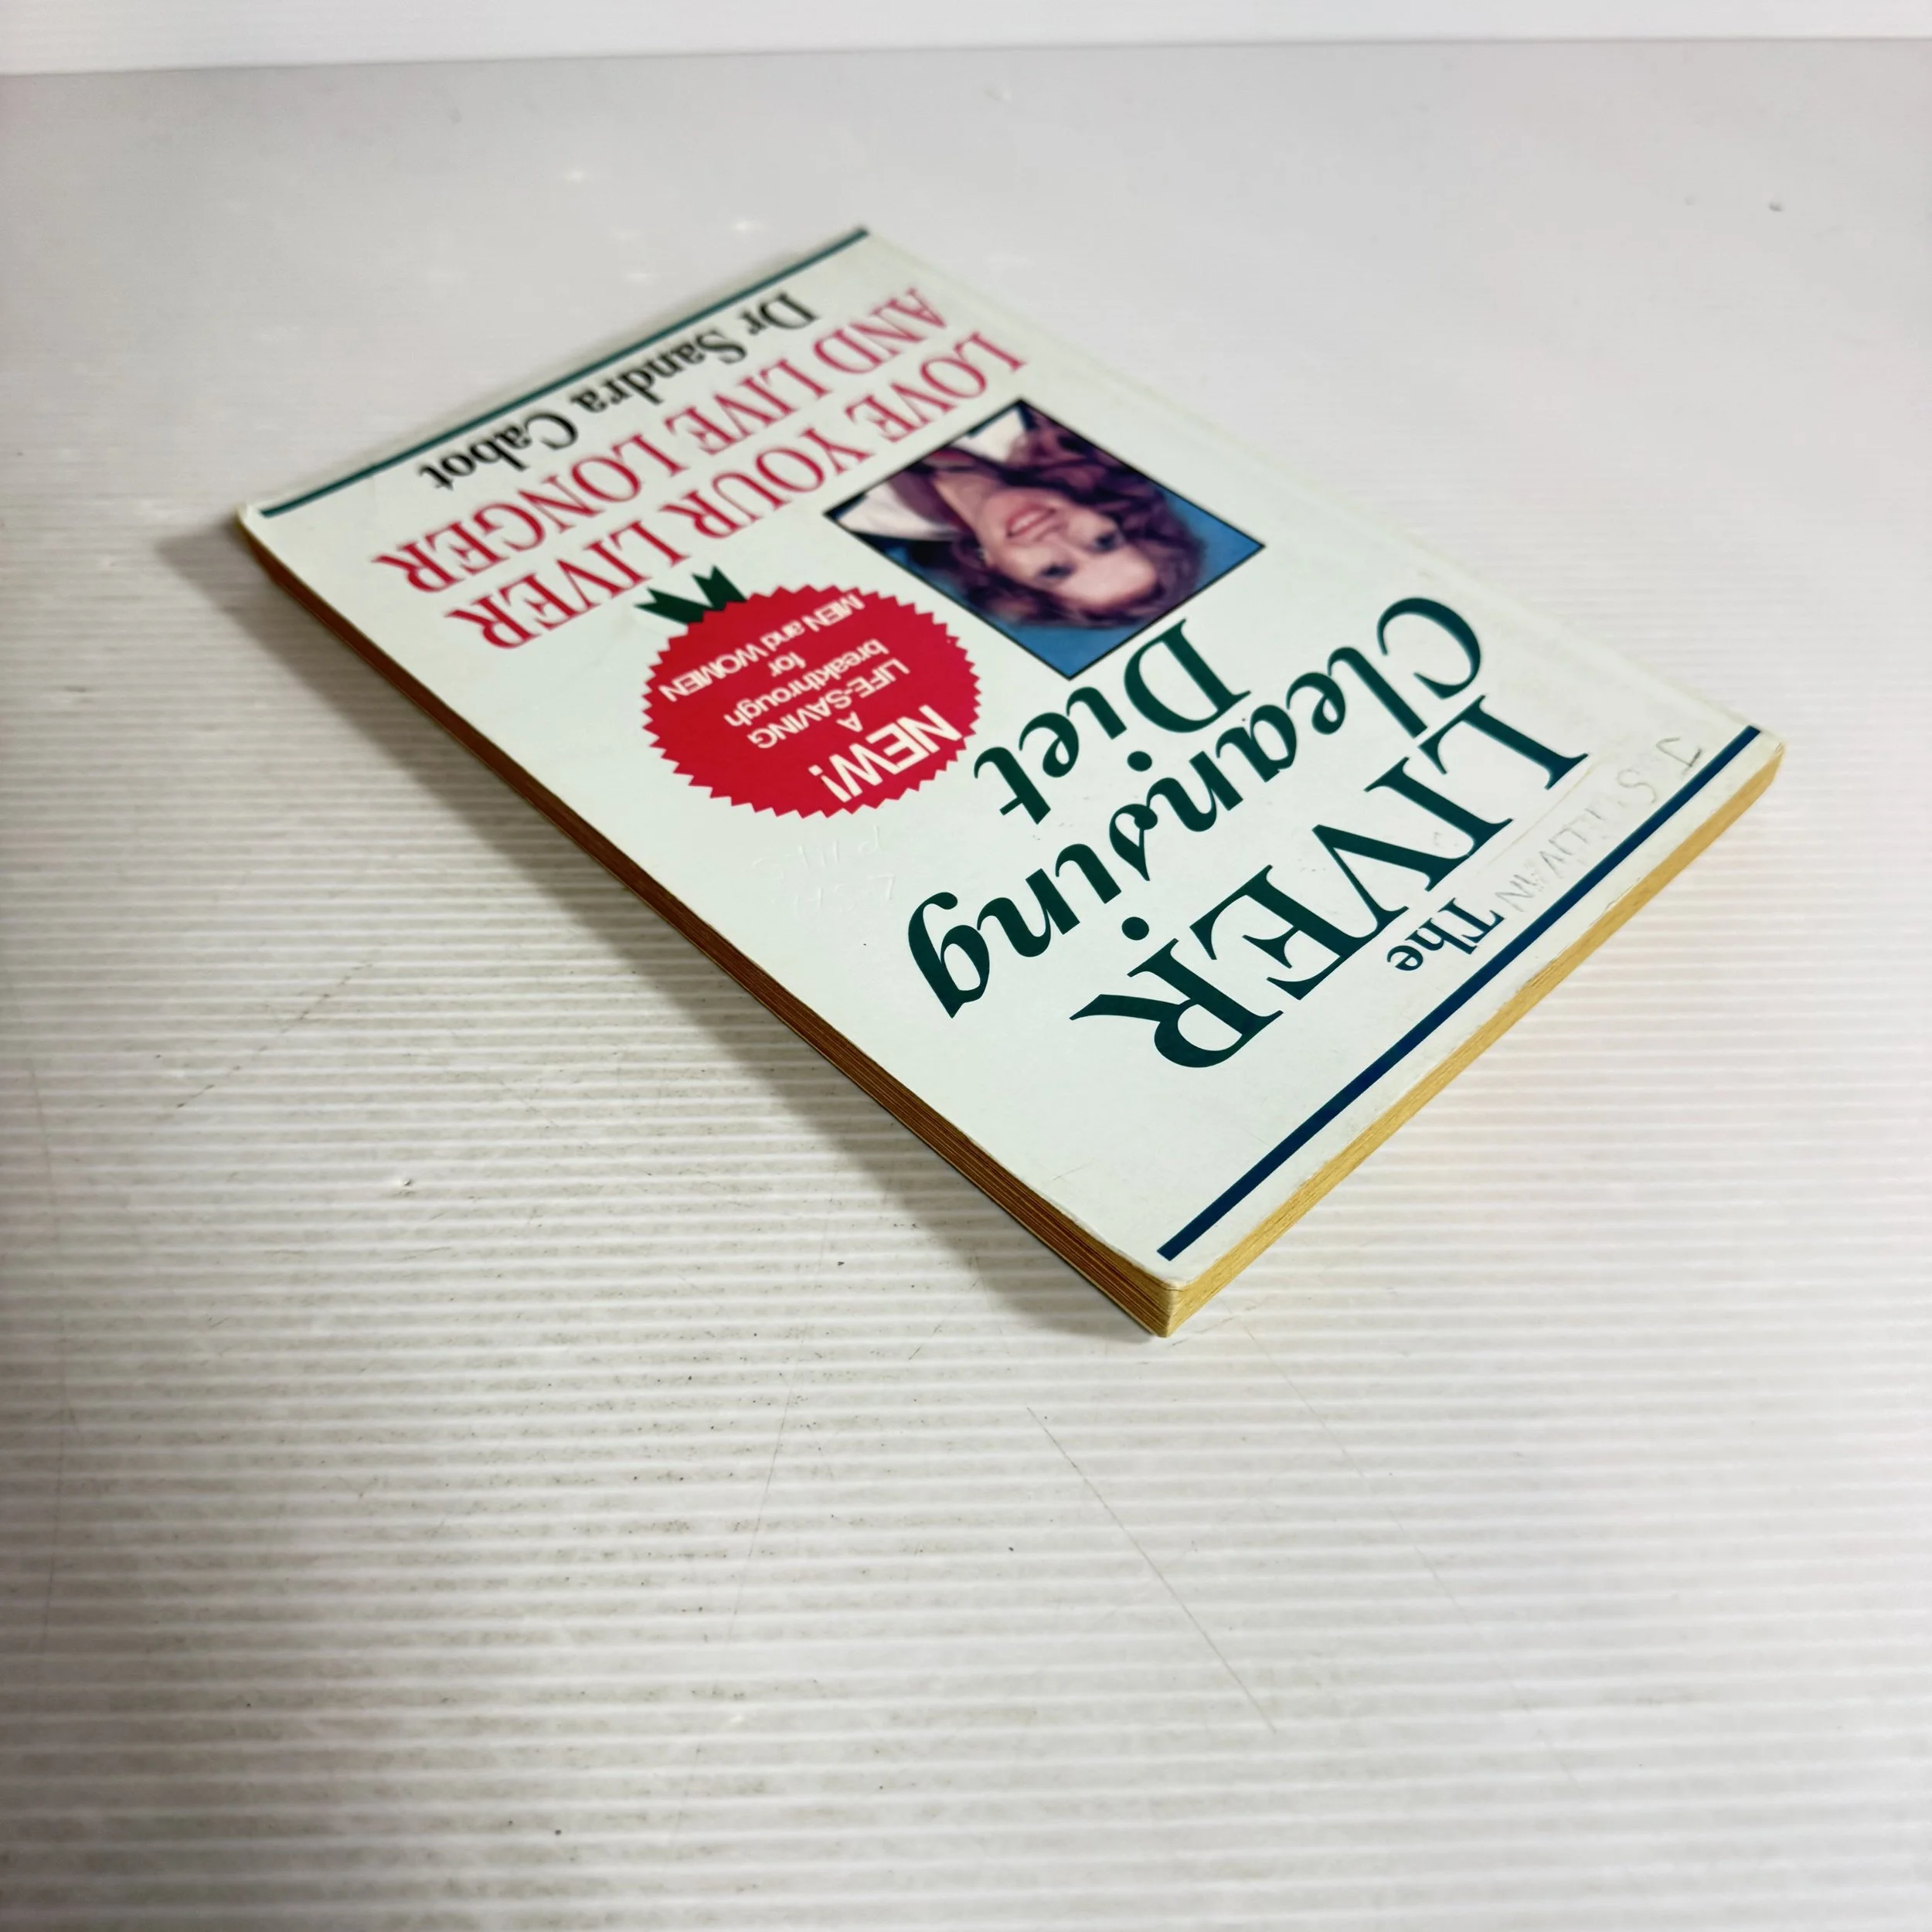 J SULLIVAN
The
LIVER
Cleansing
Diet
NEW!
A
LIFE-SAVING
breakthrough
for
MEN and WOMEN
LOVE YOUR LIVER
AND LIVE LONGER
Dr Sandra Cabot